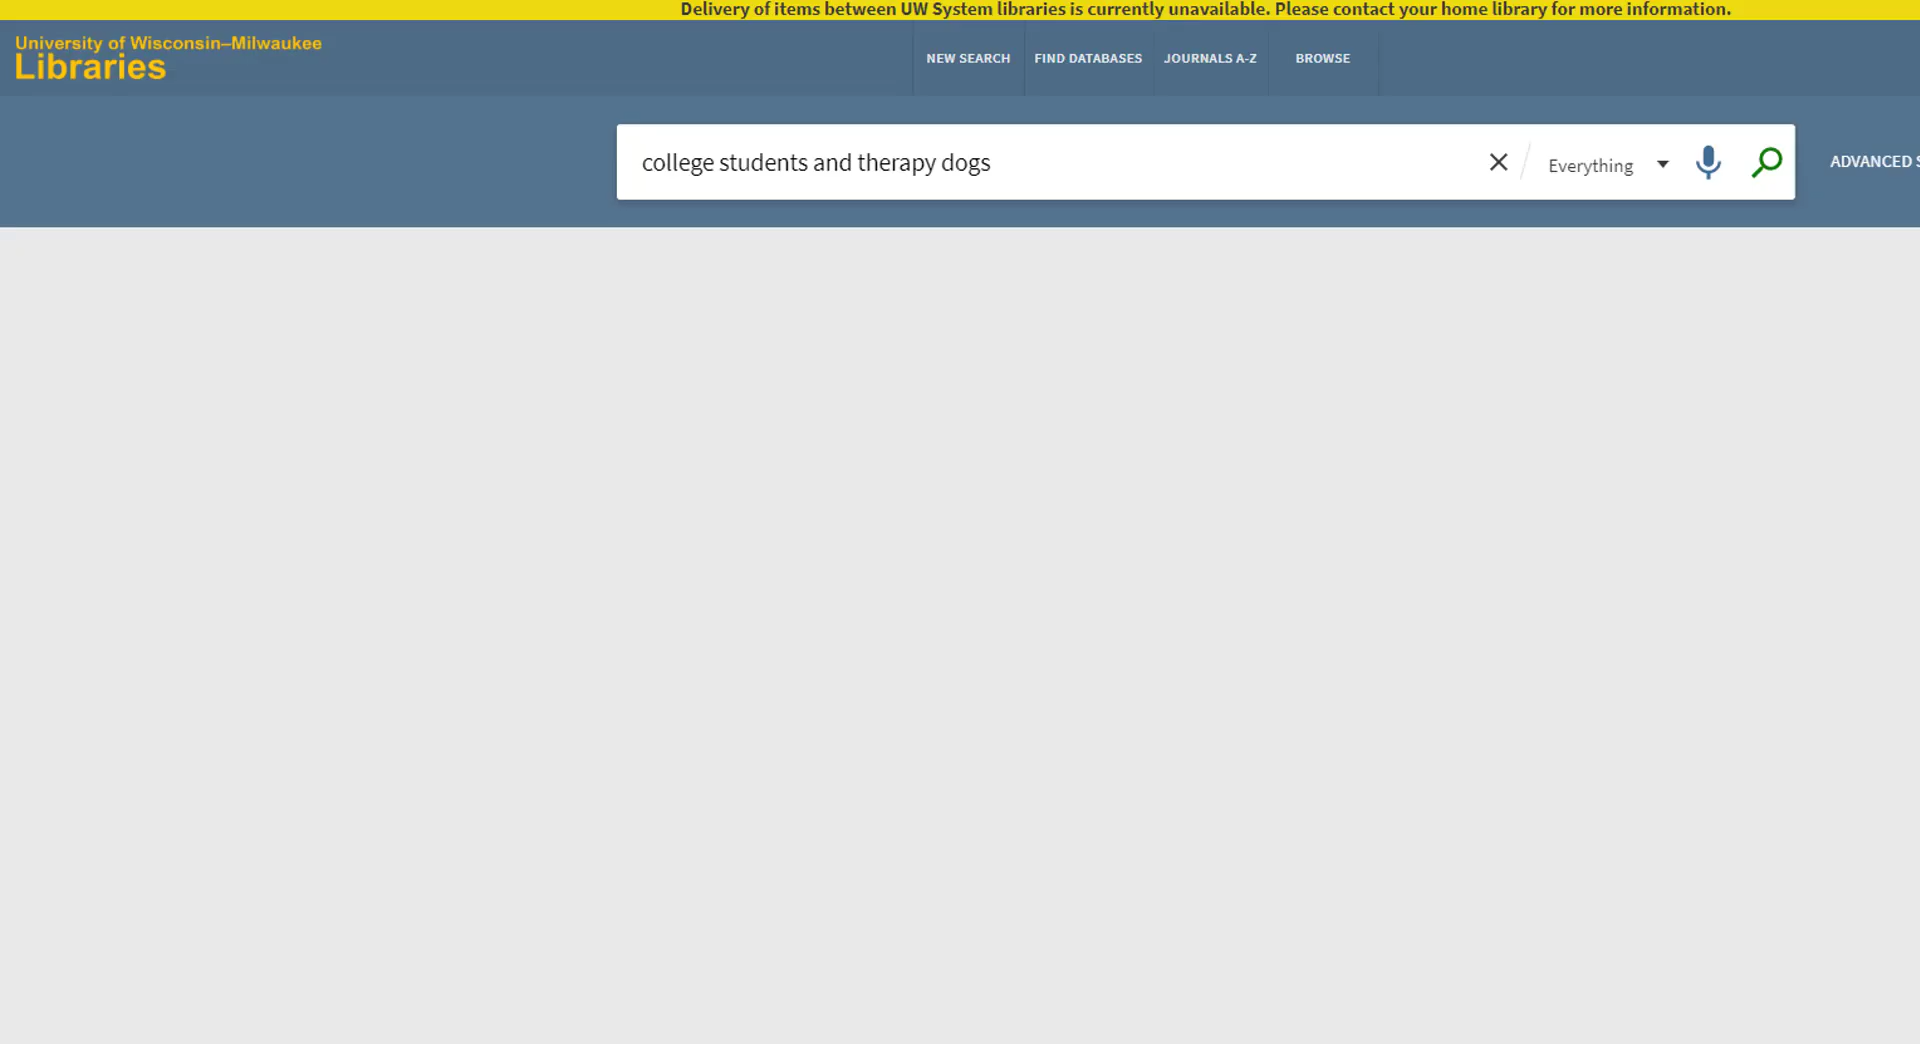 Delivery of items between UW System libraries is currently unavailable. Please contact your home library for more information.
University of Wisconsin–Milwaukee
Libraries
NEW SEARCH
FIND DATABASES
JOURNALS A-Z
BROWSE
college students and therapy dogs
Everything
ADVANCED